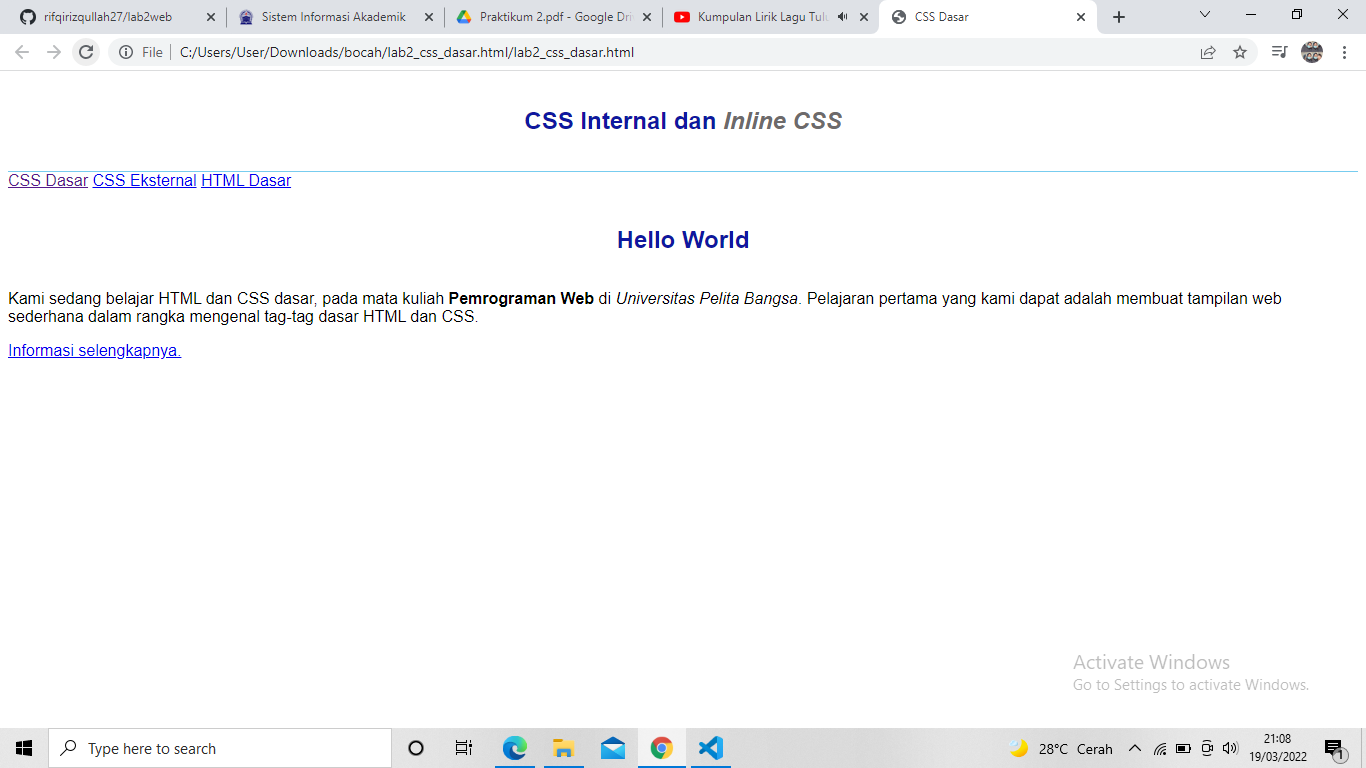 rifqirizqullah27/lab2web
Sistem Informasi Akademik
Praktikum 2.pdf - Google Dri
Kumpulan Lirik Lagu Tulu
CSS Dasar
File
C:/Users/User/Downloads/bocah/lab2_css_dasar.html/lab2_css_dasar.html
CSS Internal dan Inline CSS
CSS Dasar CSS Eksternal HTML Dasar
Hello World
Kami sedang belajar HTML dan CSS dasar, pada mata kuliah Pemrograman Web di Universitas Pelita Bangsa. Pelajaran pertama yang kami dapat adalah membuat tampilan web
sederhana dalam rangka mengenal tag-tag dasar HTML dan CSS.
Informasi selengkapnya.
Activate Windows
Go to Settings to activate Windows.
Type here to search
28°C Cerah
21:08
19/03/2022
1